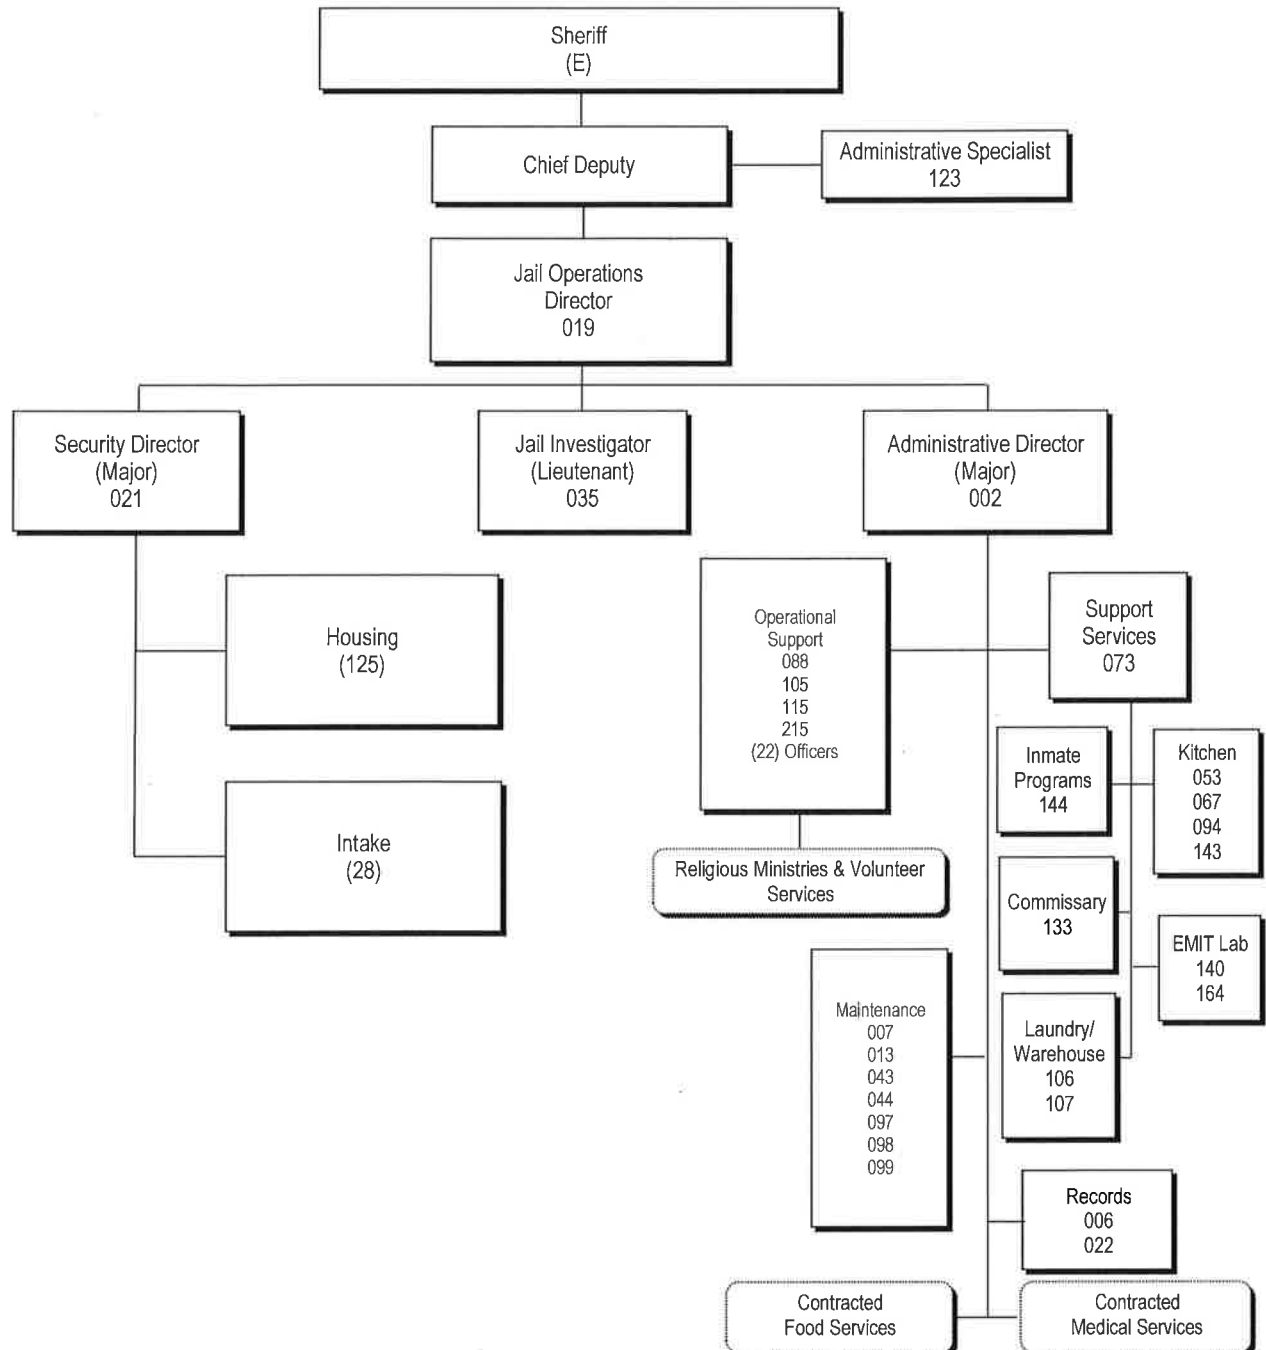 Sheriff
(E)
Chief Deputy
Administrative Specialist
123
Jail Operations
Director
019
Security Director
(Major)
021
Jail Investigator
(Lieutenant)
035
Administrative Director
(Major)
002
Housing
(125)
Intake
(28)
Operational
Support
088
105
115
215
(22) Officers
Religious Ministries & Volunteer
Services
Support
Services
073
Inmate
Programs
144
Kitchen
053
067
094
143
Commissary
133
EMIT Lab
140
164
Laundry/
Warehouse
106
107
Maintenance
007
013
043
044
097
098
099
Records
006
022
Contracted
Food Services
Contracted
Medical Services